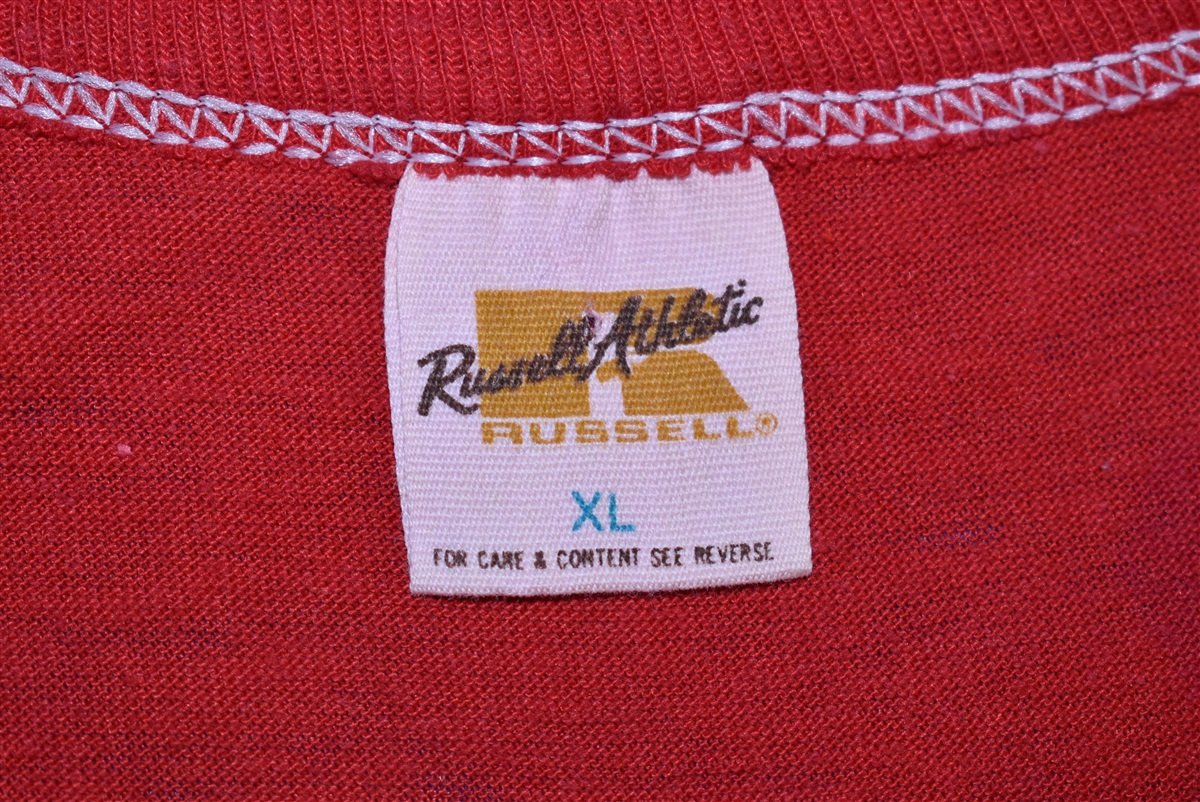 Russell Athletic
RUSSELL®
XL
FOR CARE & CONTENT SEE REVERSE